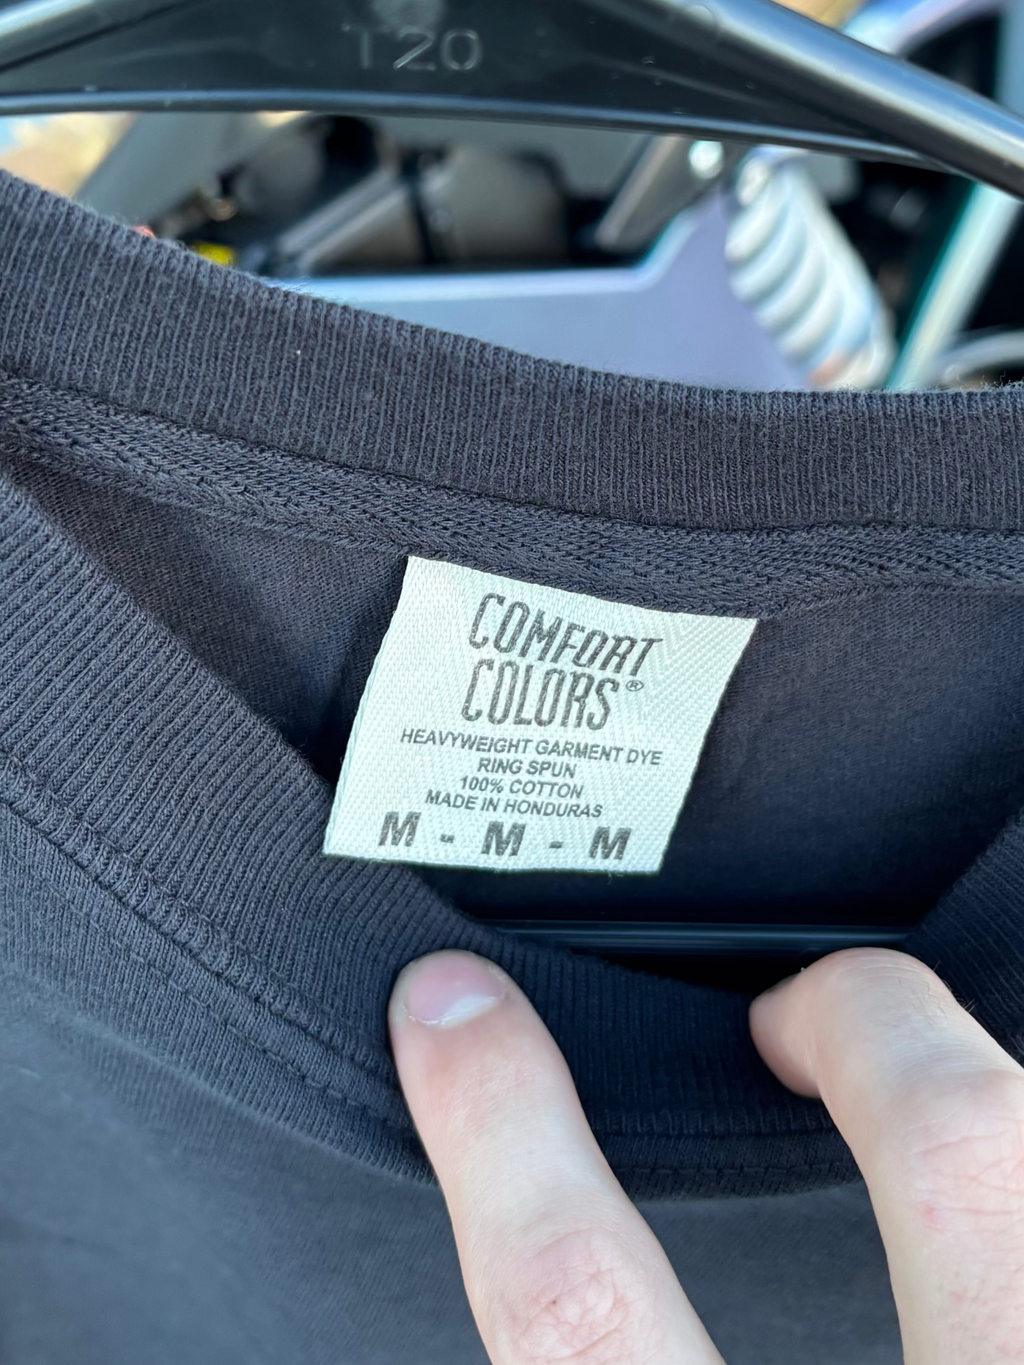 T20
COMFORT
COLORS®
HEAVYWEIGHT GARMENT DYE
RING SPUN
100% COTTON
MADE IN HONDURAS
M - M - M